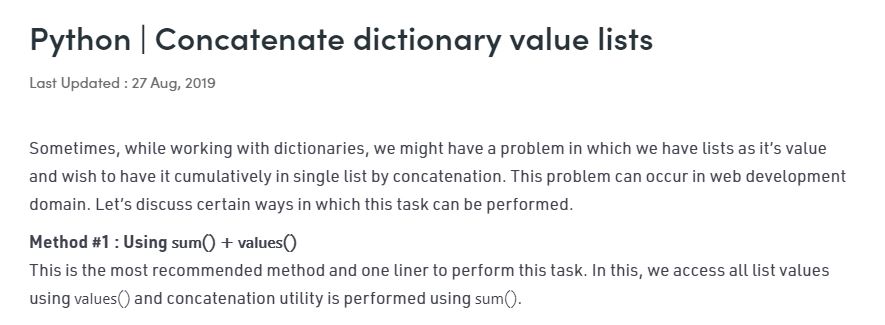 Python | Concatenate dictionary value lists
Last Updated : 27 Aug, 2019
Sometimes, while working with dictionaries, we might have a problem in which we have lists as it's value
and wish to have it cumulatively in single list by concatenation. This problem can occur in web development
domain. Let's discuss certain ways in which this task can be performed.
Method #1 : Using sum() + values()
This is the most recommended method and one liner to perform this task. In this, we access all list values
using values() and concatenation utility is performed using sum().